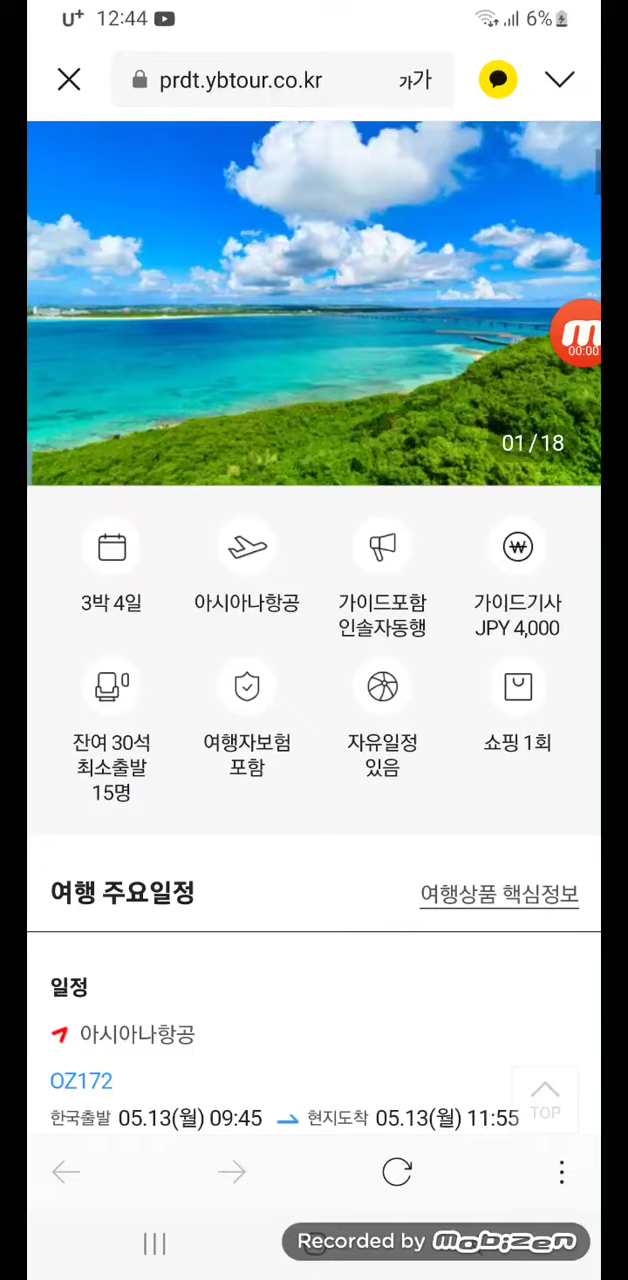 U+ 12:44 6%
prdt.ybtour.co.kr 가가
m
00:00
01/18
3박 4일
아시아나항공
가이드포함
인솔자동행
가이드기사
JPY 4,000
잔여 30석
최소출발
15명
여행자보험
포함
자유일정
있음
쇼핑 1회
여행 주요일정
여행상품 핵심정보
일정
아시아나항공
OZ172
한국출발 05.13(월) 09:45 현지도착 05.13(월) 11:55
TOP
Recorded by mobizen